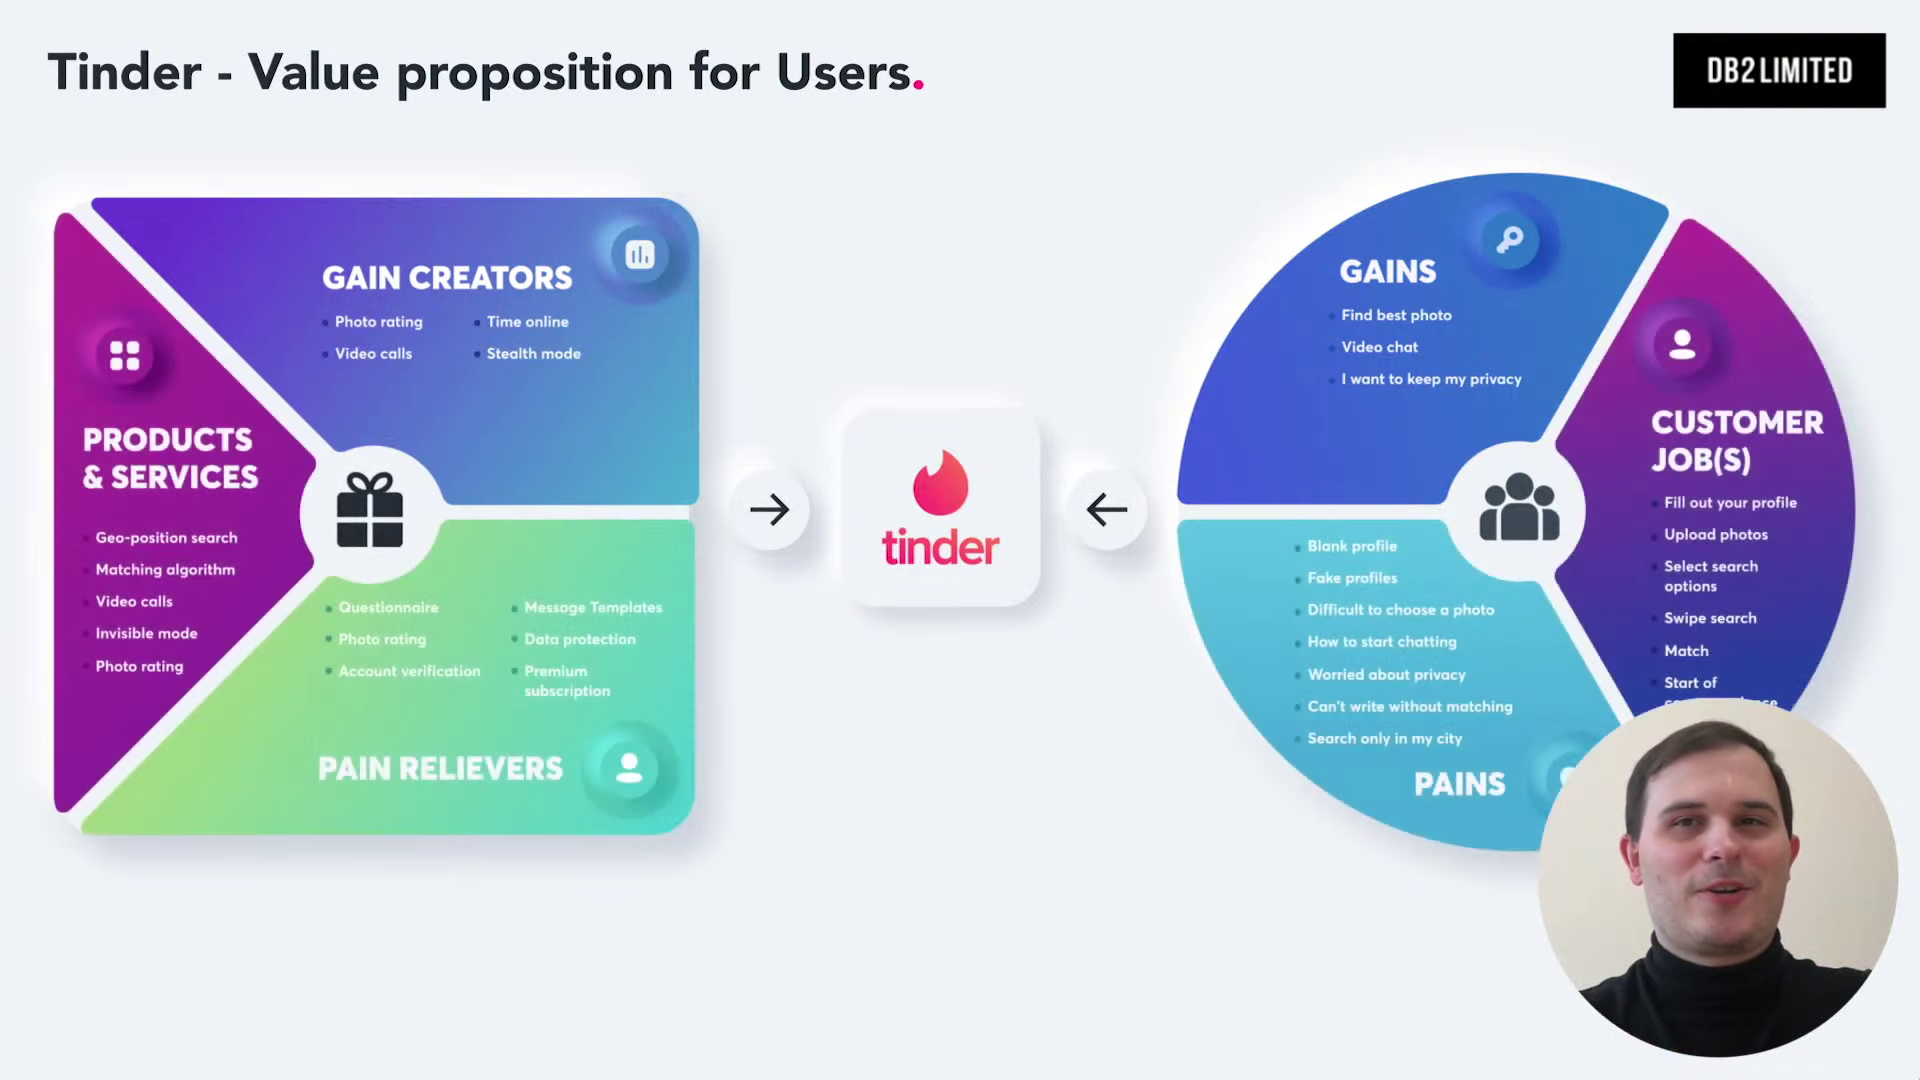 Tinder - Value proposition for Users.
DB2 LIMITED
GAIN CREATORS
Photo rating
Video calls
Time online
Stealth mode
PRODUCTS
& SERVICES
Geo-position search
Matching algorithm
Video calls
Invisible mode
Photo rating
Questionnaire
Photo rating
Account verification
Message Templates
Data protection
Premium
subscription
PAIN RELIEVERS
tinder
GAINS
Find best photo
Video chat
I want to keep my privacy
CUSTOMER
JOB(S)
Fill out your profile
Upload photos
Select search
options
Swipe search
Match
Start of
Blank profile
Fake profiles
Difficult to choose a photo
How to start chatting
Worried about privacy
Can't write without matching
Search only in my city
PAINS